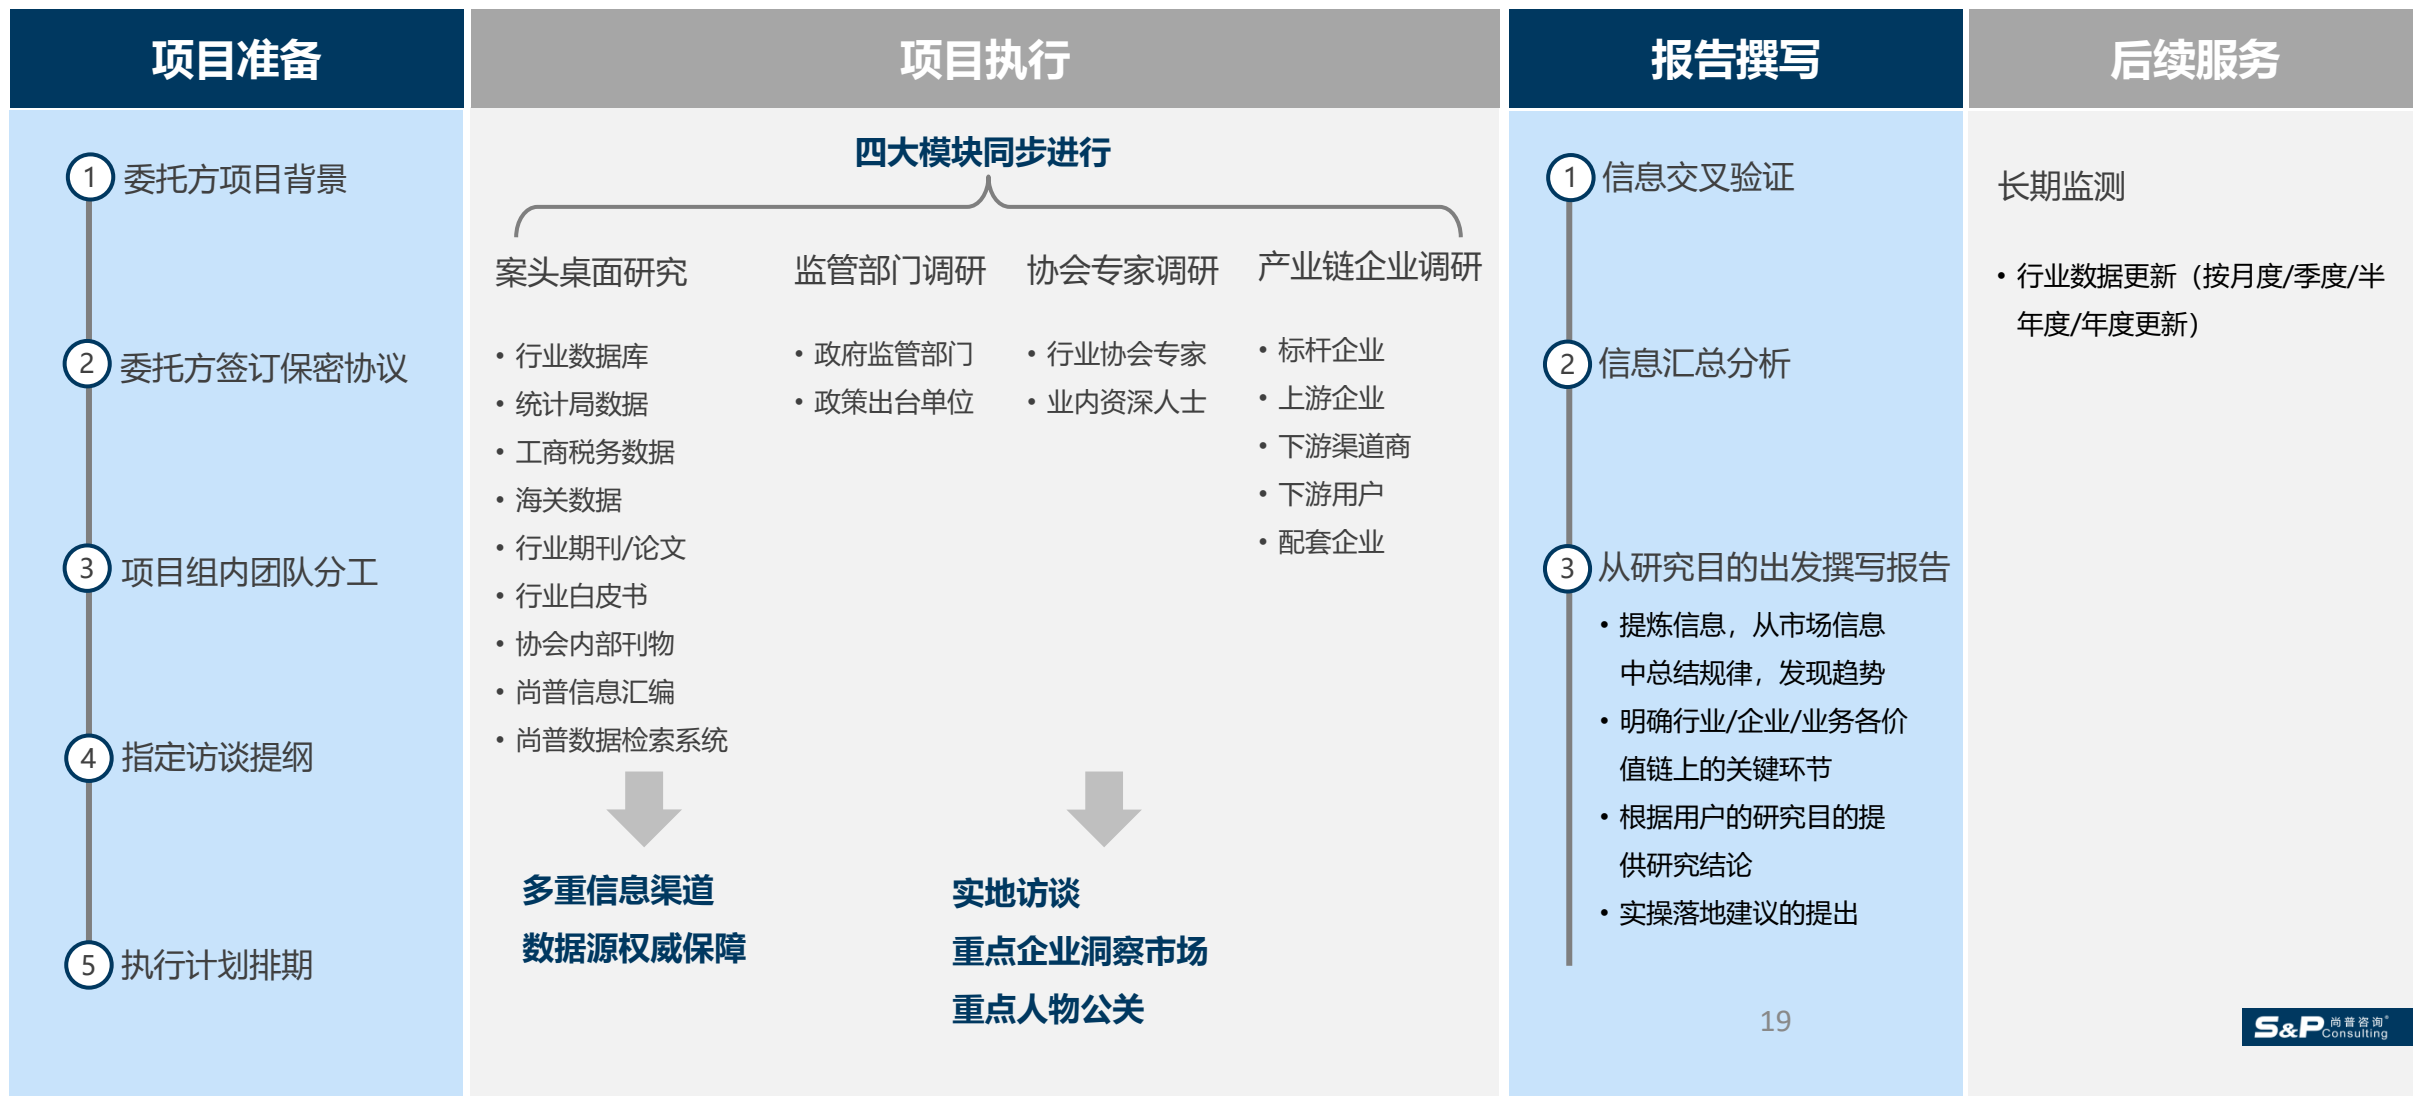 项目准备
1 委托方项目背景
2 委托方签订保密协议
3 项目组内团队分工
4 指定访谈提纲
5 执行计划排期
项目执行
四大模块同步进行
案头桌面研究
• 行业数据库
• 统计局数据
• 工商税务数据
• 海关数据
• 行业期刊/论文
• 行业白皮书
• 协会内部刊物
• 尚普信息汇编
• 尚普数据检索系统
监管部门调研
• 政府监管部门
• 政策出台单位
协会专家调研
• 行业协会专家
• 业内资深人士
产业链企业调研
• 标杆企业
• 上游企业
• 下游渠道商
• 下游用户
• 配套企业
多重信息渠道
数据源权威保障
实地访谈
重点企业洞察市场
重点人物公关
报告撰写
1 信息交叉验证
2 信息汇总分析
3 从研究目的出发撰写报告
• 提炼信息，从市场信息
中总结规律，发现趋势
• 明确行业/企业/业务各价
值链上的关键环节
• 根据用户的研究目的提
供研究结论
• 实操落地建议的提出
后续服务
长期监测
• 行业数据更新（按月度/季度/半
年度/年度更新）
19
S&P 尚普咨询®
Consulting